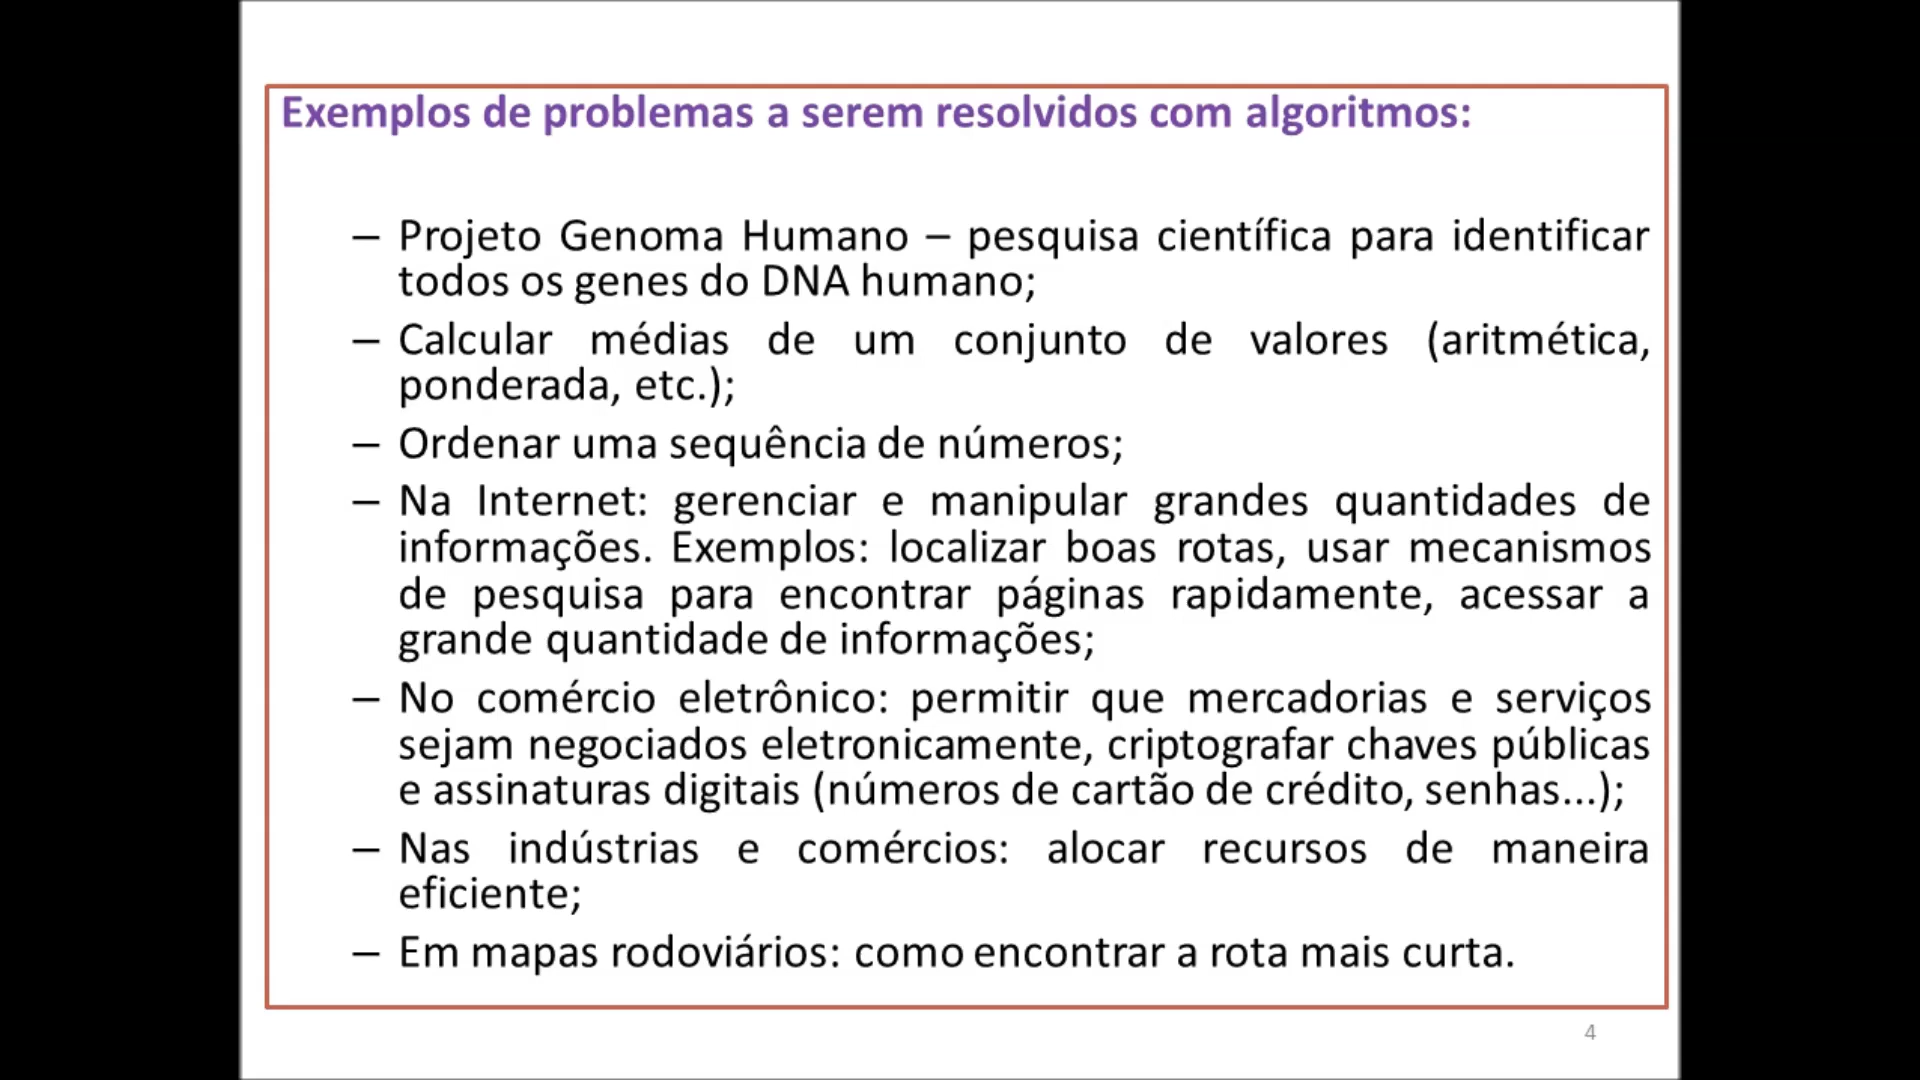 Exemplos de problemas a serem resolvidos com algoritmos:
– Projeto Genoma Humano – pesquisa científica para identificar
todos os genes do DNA humano;
– Calcular médias de um conjunto de valores (aritmética,
ponderada, etc.);
– Ordenar uma sequência de números;
– Na Internet: gerenciar e manipular grandes quantidades de
informações. Exemplos: localizar boas rotas, usar mecanismos
de pesquisa para encontrar páginas rapidamente, acessar a
grande quantidade de informações;
– No comércio eletrônico: permitir que mercadorias e serviços
sejam negociados eletronicamente, criptografar chaves públicas
e assinaturas digitais (números de cartão de crédito, senhas...);
– Nas indústrias e comércios: alocar recursos de maneira
eficiente;
– Em mapas rodoviários: como encontrar a rota mais curta.
4